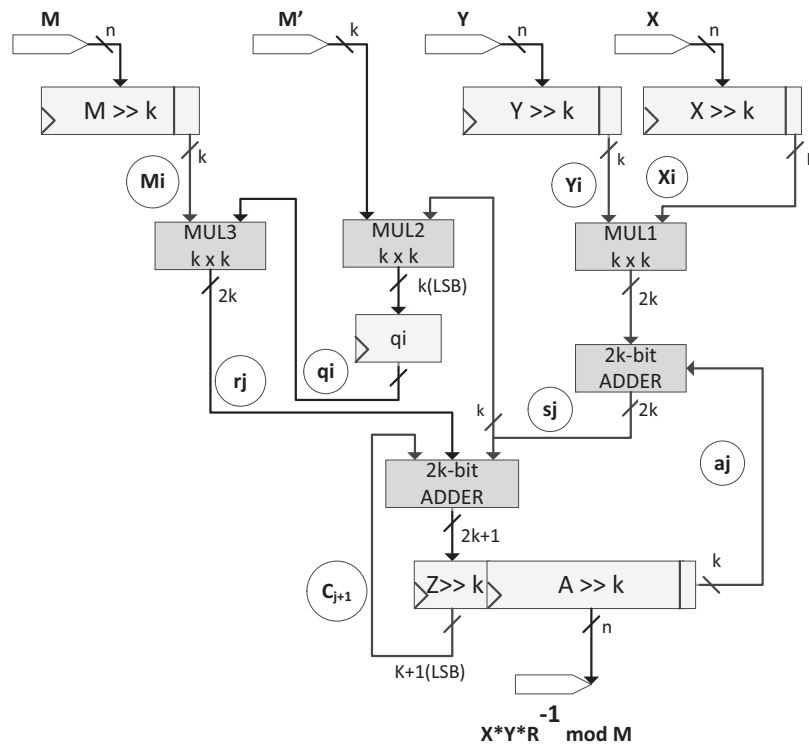 M M' Y X
n k n n
M >> k Y >> k X >> k
k k
Mi Yi Xi
MUL3 MUL2 MUL1
k x k k x k k x k
2k k(LSB) 2k
qi
2k-bit
ADDER
rj qi sj 2k
k
aj
2k-bit
ADDER
2k+1
k
Cj+1 Z>> k A >> k
n
K+1(LSB)
X*Y*R-1 mod M